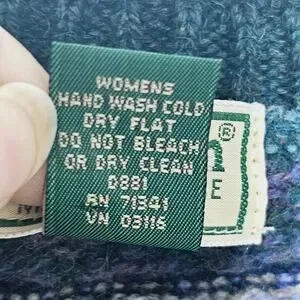 WOMENS
HAND WASH COLD
DRY FLAT
DO NOT BLEACH
OR DRY CLEAN
0881
RN 71341
VN 03116
®
E